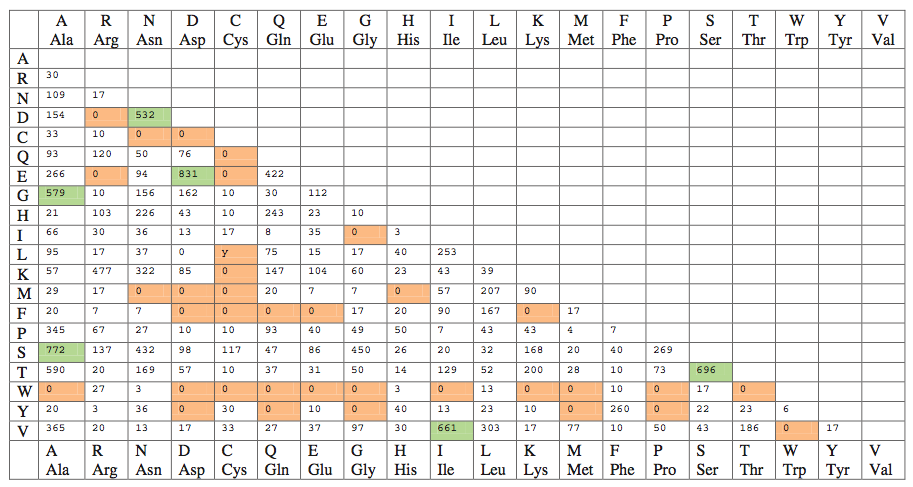 A R N D C Q E G H I L K M F P S T W Y V
Ala Arg Asn Asp Cys Gln Glu Gly His Ile Leu Lys Met Phe Pro Ser Thr Trp Tyr Val
A
R 30
N 109 17
D 154 0 532
C 33 10 0 0
Q 93 120 50 76 0
E 266 0 94 831 0 422
G 579 10 156 162 10 30 112
H 21 103 226 43 10 243 23 10
I 66 30 36 13 17 8 35 0 3
L 95 17 37 0 y 75 15 17 40 253
K 57 477 322 85 0 147 104 60 23 43 39
M 29 17 0 0 0 20 7 7 0 57 207 90
F 20 7 7 0 0 0 0 17 20 90 167 0 17
P 345 67 27 10 10 93 40 49 50 7 43 43 4 7
S 772 137 432 98 117 47 86 450 26 20 32 168 20 40 269
T 590 20 169 57 10 37 31 50 14 129 52 200 28 10 73 696
W 0 27 3 0 0 0 0 0 3 0 13 0 0 10 0 17 0
Y 20 3 36 0 30 0 10 0 40 13 23 10 0 260 0 22 23 6
V 365 20 13 17 33 27 37 97 30 661 303 17 77 10 50 43 186 0 17
A R N D C Q E G H I L K M F P S T W Y V
Ala Arg Asn Asp Cys Gln Glu Gly His Ile Leu Lys Met Phe Pro Ser Thr Trp Tyr Val